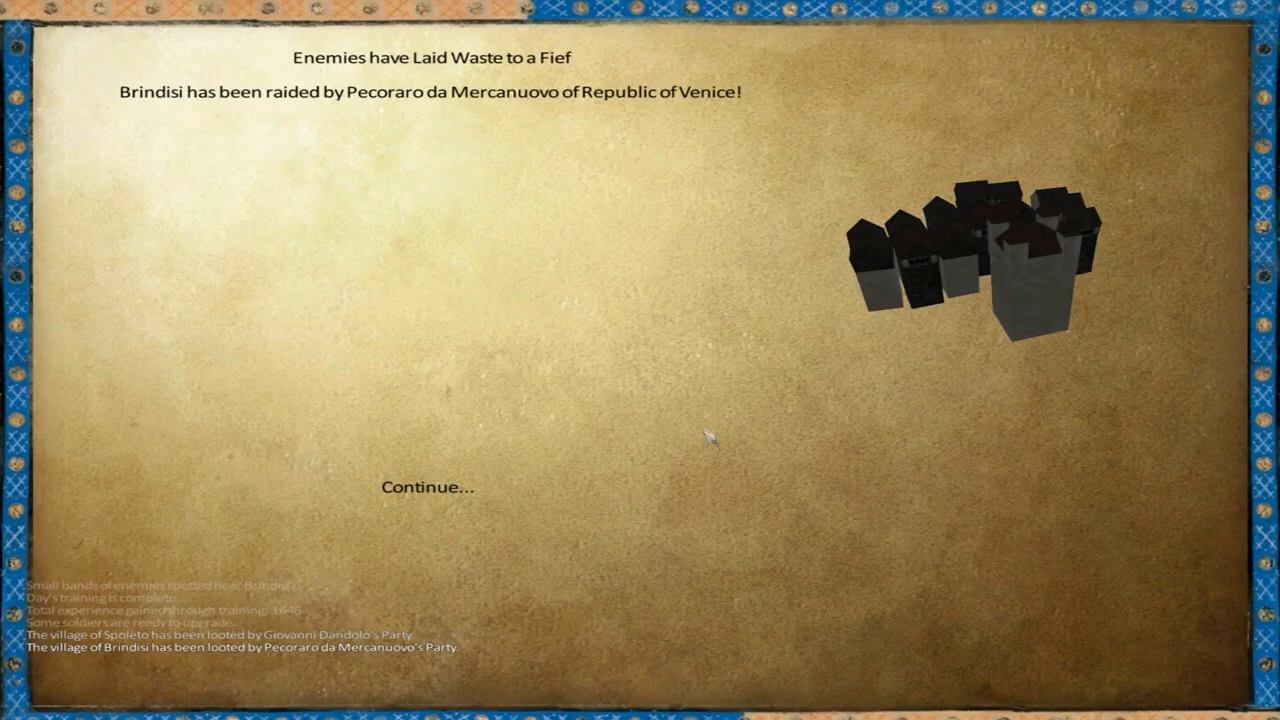 Enemies have Laid Waste to a Fief
Brindisi has been raided by Pecoraro da Mercanuovo of Republic of Venice!
Continue...
Small bands of enemies spotted near Brindisi.
Day's training is complete...
Total experience gained through training: 1646
Some soldiers are ready to upgrade.
The village of Spoleto has been looted by Giovanni Dandolo's Party.
The village of Brindisi has been looted by Pecoraro da Mercanuovo's Party.